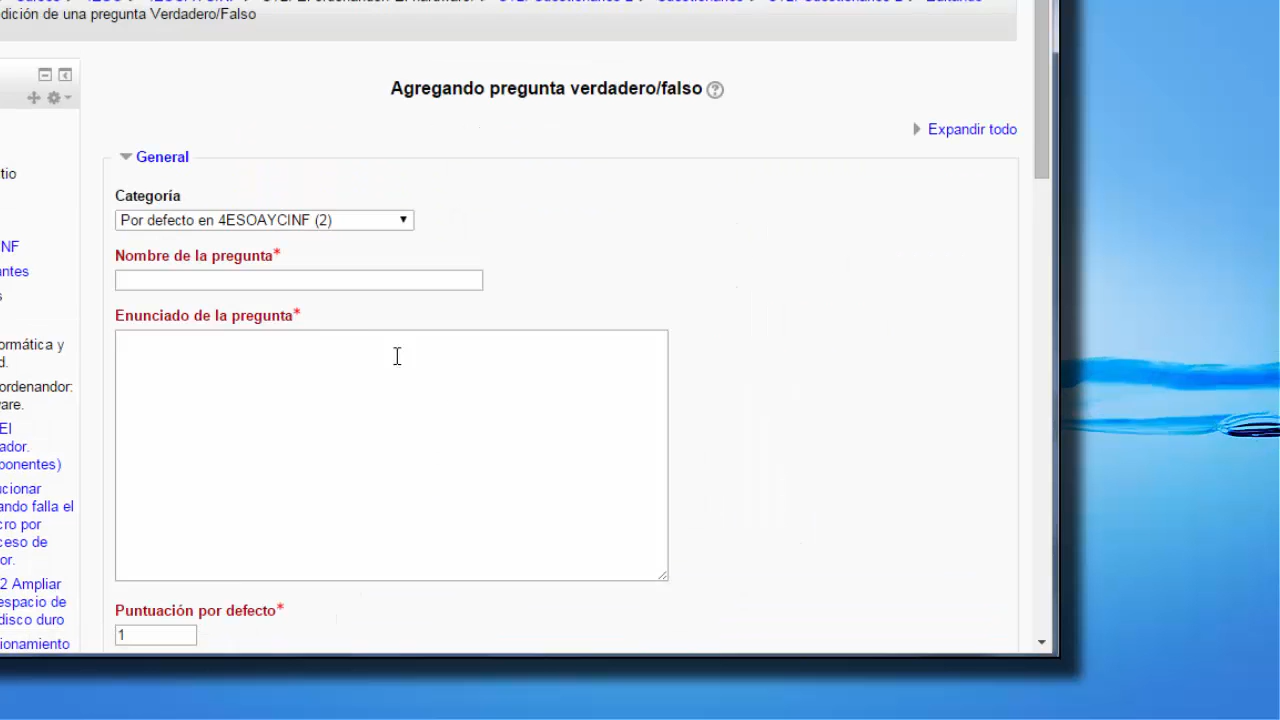 dición de una pregunta Verdadero/Falso
Agregando pregunta verdadero/falso
Expandir todo
General
Categoría
Por defecto en 4ESOAYCINF (2)
Nombre de la pregunta*
Enunciado de la pregunta*
Puntuación por defecto*
1
tio
NF
antes
s
ormática y
d.
ordenandor:
ware.
El
ador.
ponentes)
ucionar
ando falla el
cro por
ceso de
or.
2 Ampliar
espacio de
disco duro
ionamiento